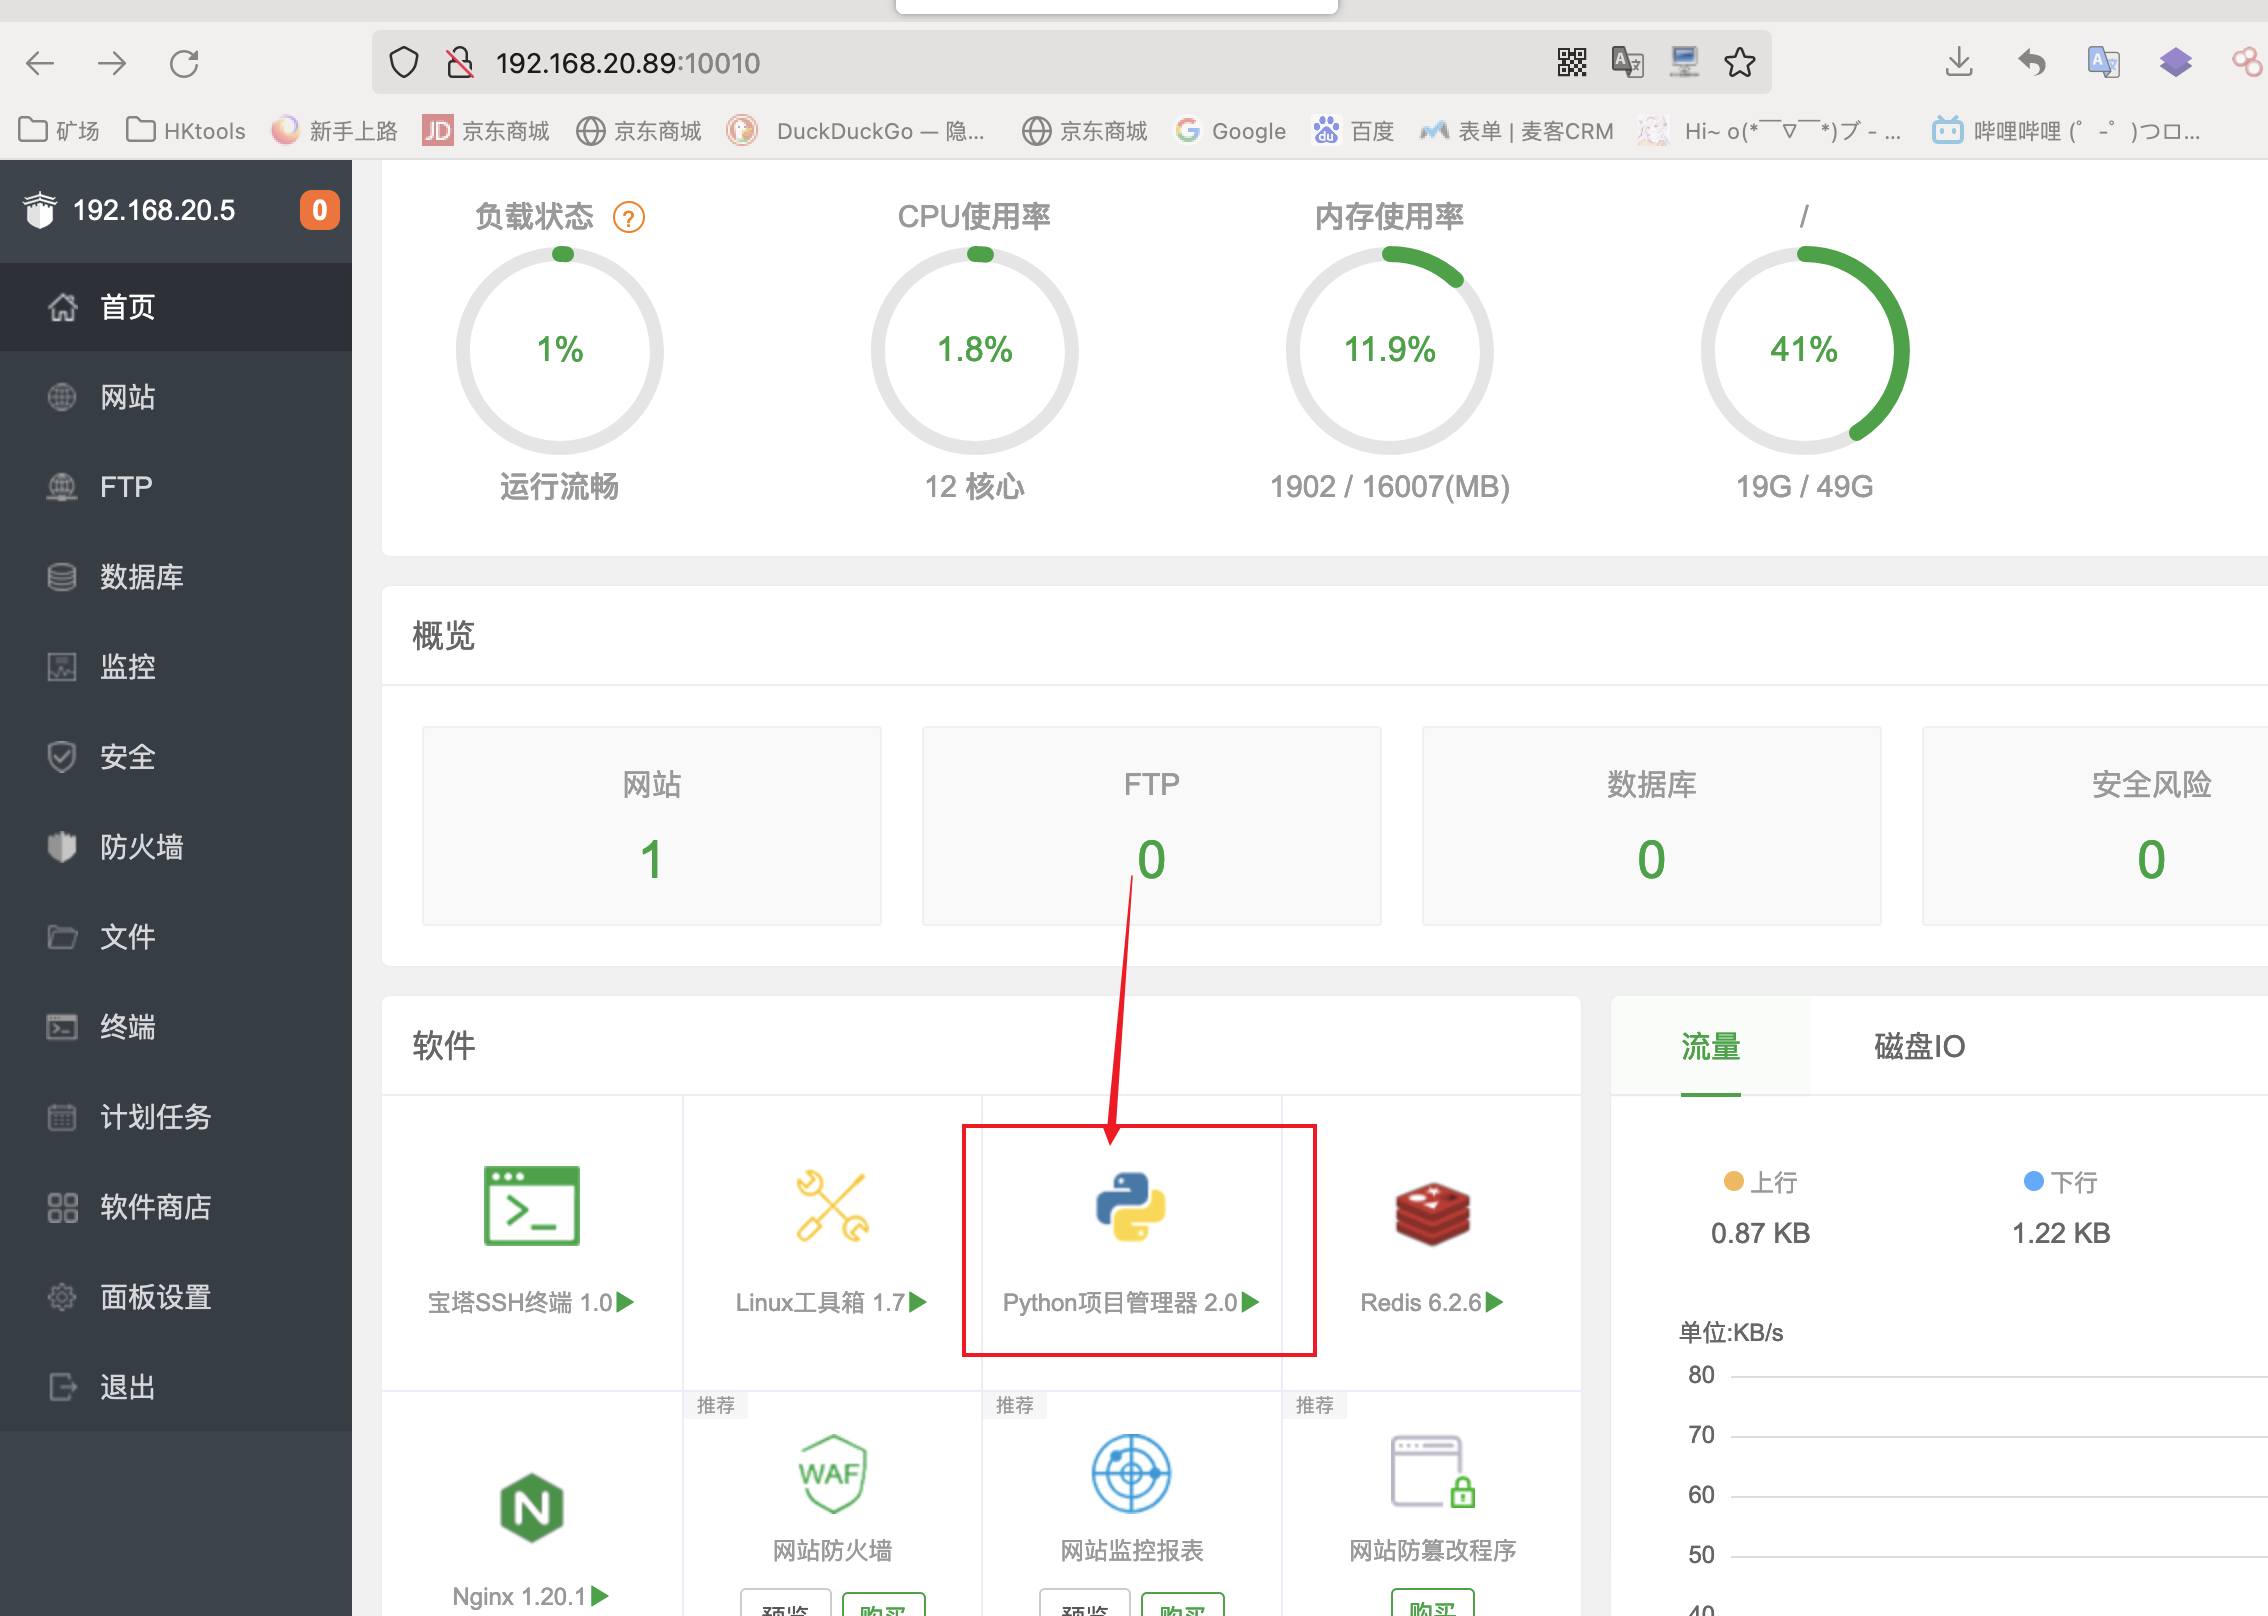 192.168.20.89:10010
矿场
HKtools
新手上路
JD
京东商城
京东商城
DuckDuckGo — 隐...
京东商城
Google
du
百度
表单 | 麦客CRM
Hi~ o(*￣▽￣*)ブ - ...
哔哩哔哩 (゜-゜)つロ...
192.168.20.5
0
首页
网站
FTP
数据库
监控
安全
防火墙
文件
终端
计划任务
软件商店
面板设置
退出
负载状态 ?
CPU使用率
内存使用率
/
1%
1.8%
11.9%
41%
运行流畅
12 核心
1902 / 16007(MB)
19G / 49G
概览
网站
FTP
数据库
安全风险
1
0
0
0
软件
宝塔SSH终端 1.0
Linux工具箱 1.7
Python项目管理器 2.0
Redis 6.2.6
推荐
推荐
推荐
WAF
N
Nginx 1.20.1
网站防火墙
网站监控报表
网站防篡改程序
预览
购买
预览
购买
购买
流量
磁盘IO
上行
下行
0.87 KB
1.22 KB
单位:KB/s
80
70
60
50
40